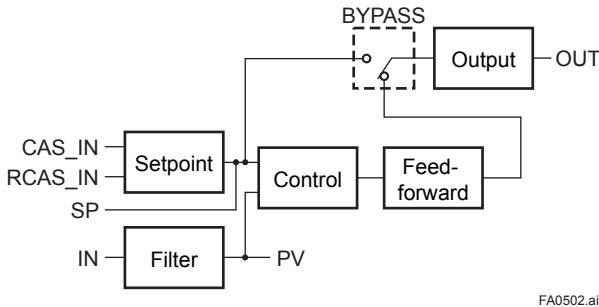 BYPASS
Output
OUT
CAS_IN
RCAS_IN
Setpoint
SP
Control
Feed-
forward
IN
Filter
PV
FA0502.ai